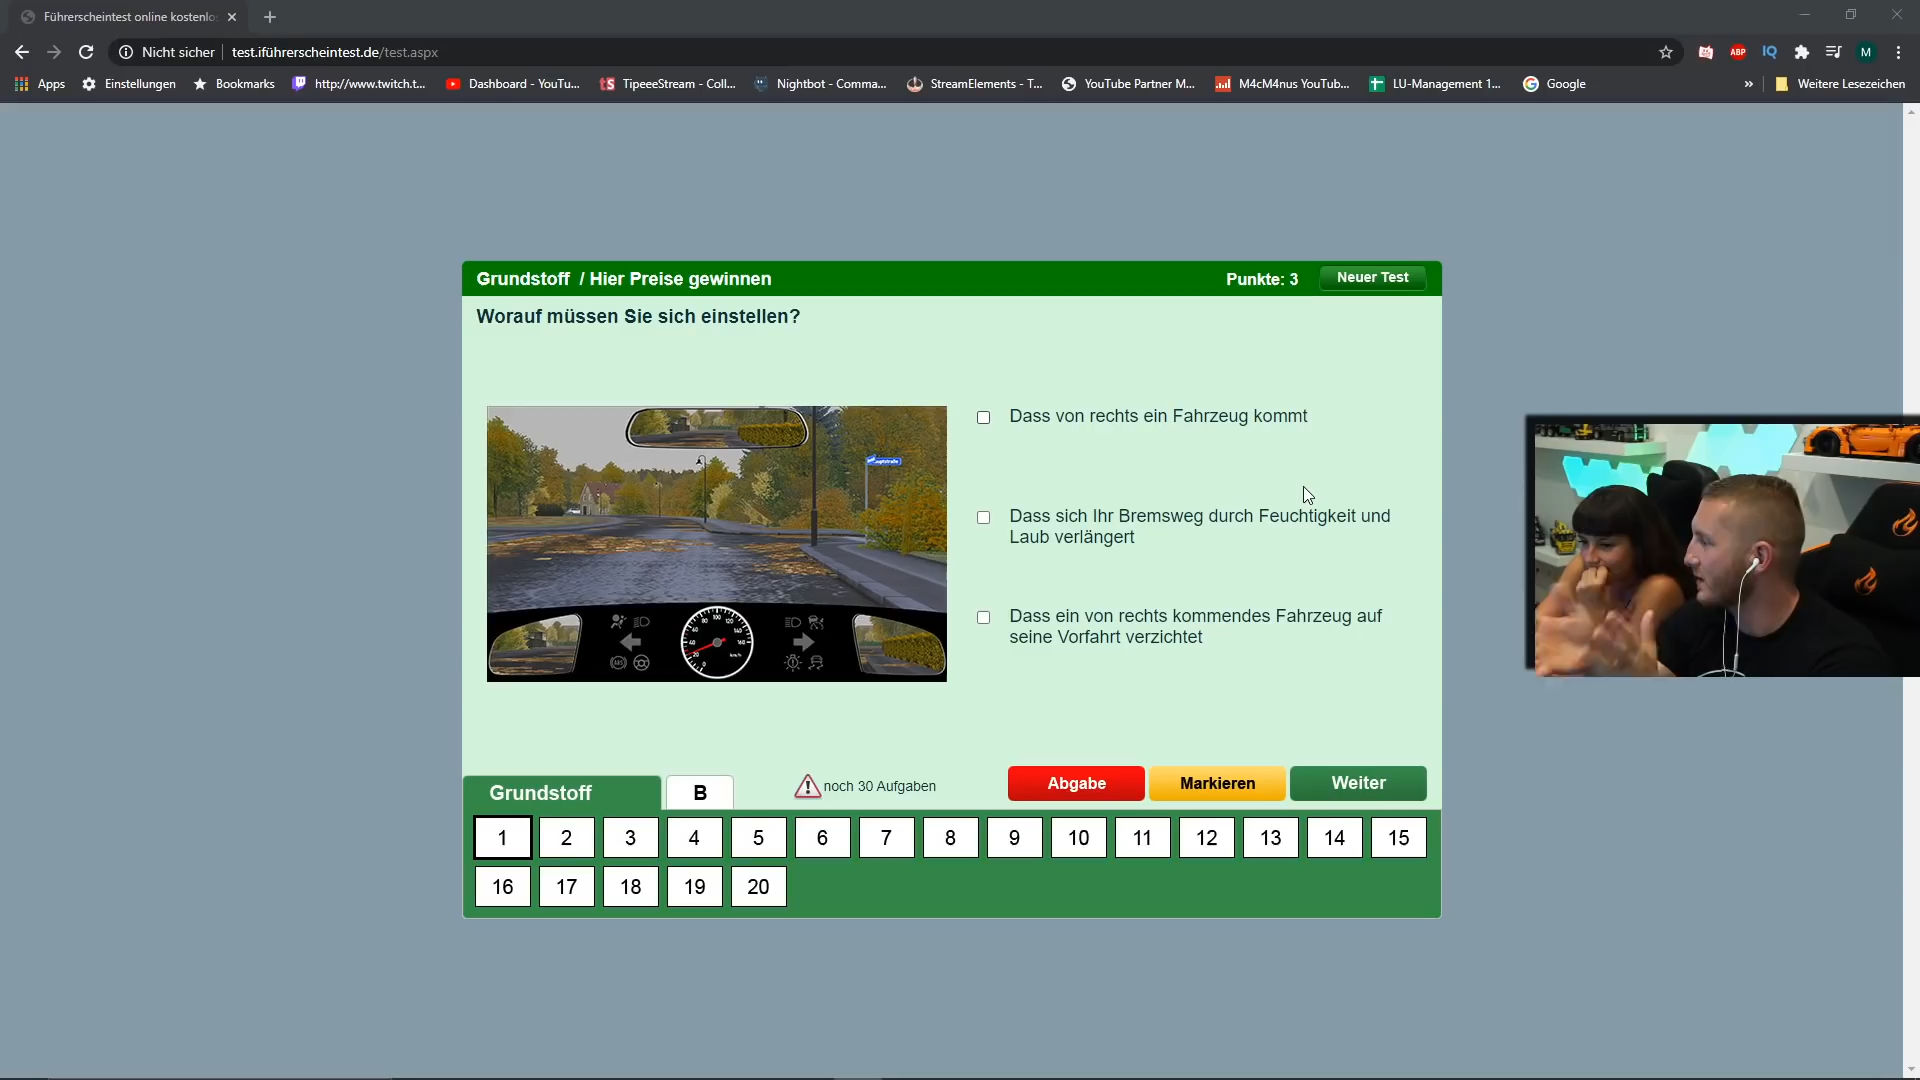 Führerscheintest online kostenlo
Nicht sicher
test.iführerscheintest.de/test.aspx
ABP
IQ
M
Apps
Einstellungen
Bookmarks
http://www.twitch.t...
Dashboard - YouTu...
TipeeeStream - Coll...
Nightbot - Comma...
StreamElements - T...
YouTube Partner M...
M4cM4nus YouTub...
LU-Management 1...
Google
»
Weitere Lesezeichen
Grundstoff / Hier Preise gewinnen
Punkte: 3
Neuer Test
Worauf müssen Sie sich einstellen?
Dass von rechts ein Fahrzeug kommt
Dass sich Ihr Bremsweg durch Feuchtigkeit und
Laub verlängert
Dass ein von rechts kommendes Fahrzeug auf
seine Vorfahrt verzichtet
Grundstoff
B
noch 30 Aufgaben
Abgabe
Markieren
Weiter
1 2 3 4 5 6 7 8 9 10 11 12 13 14 15
16 17 18 19 20